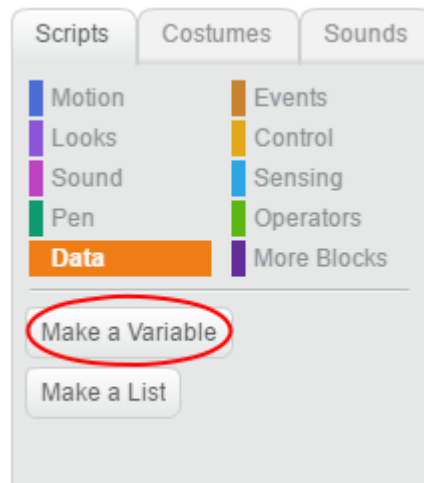 Scripts Costumes Sounds
Motion Events
Looks Control
Sound Sensing
Pen Operators
Data More Blocks
Make a Variable
Make a List